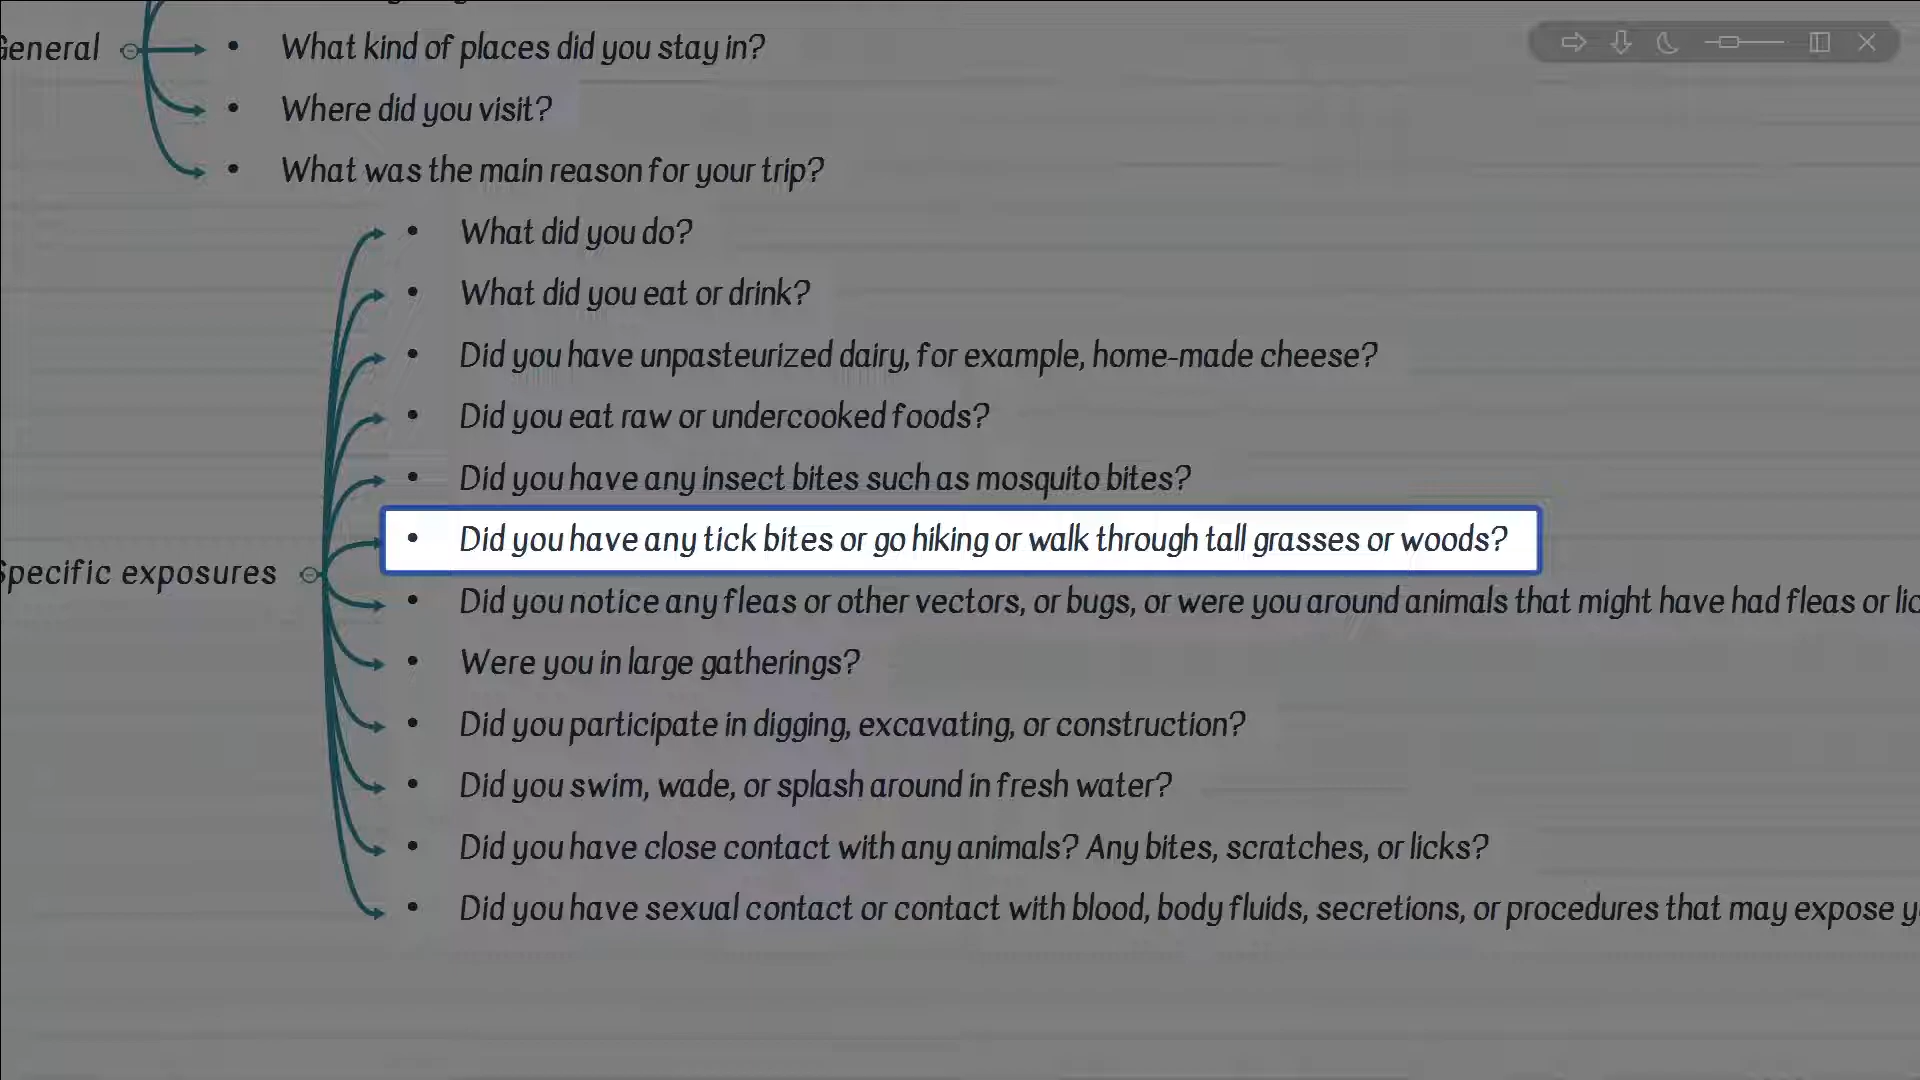 General
• What kind of places did you stay in?
• Where did you visit?
• What was the main reason for your trip?
• What did you do?
• What did you eat or drink?
• Did you have unpasteurized dairy, for example, home-made cheese?
• Did you eat raw or undercooked foods?
• Did you have any insect bites such as mosquito bites?
• Did you have any tick bites or go hiking or walk through tall grasses or woods?
Specific exposures
• Did you notice any fleas or other vectors, or bugs, or were you around animals that might have had fleas or lic
• Were you in large gatherings?
• Did you participate in digging, excavating, or construction?
• Did you swim, wade, or splash around in fresh water?
• Did you have close contact with any animals? Any bites, scratches, or licks?
• Did you have sexual contact or contact with blood, body fluids, secretions, or procedures that may expose y